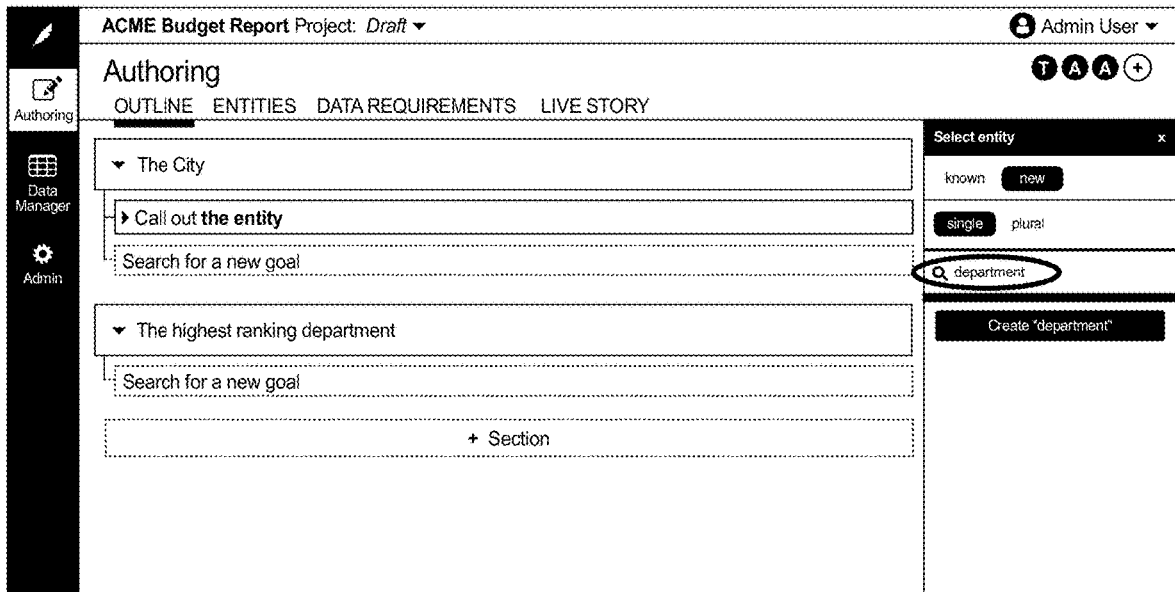 ACME Budget Report Project: Draft
Admin User
Authoring
T A A +
Authoring
OUTLINE ENTITIES DATA REQUIREMENTS LIVE STORY
Data
Manager
Admin
The City
Call out the entity
Search for a new goal
The highest ranking department
Search for a new goal
+ Section
Select entity x
known new
single plural
department
Create "department"